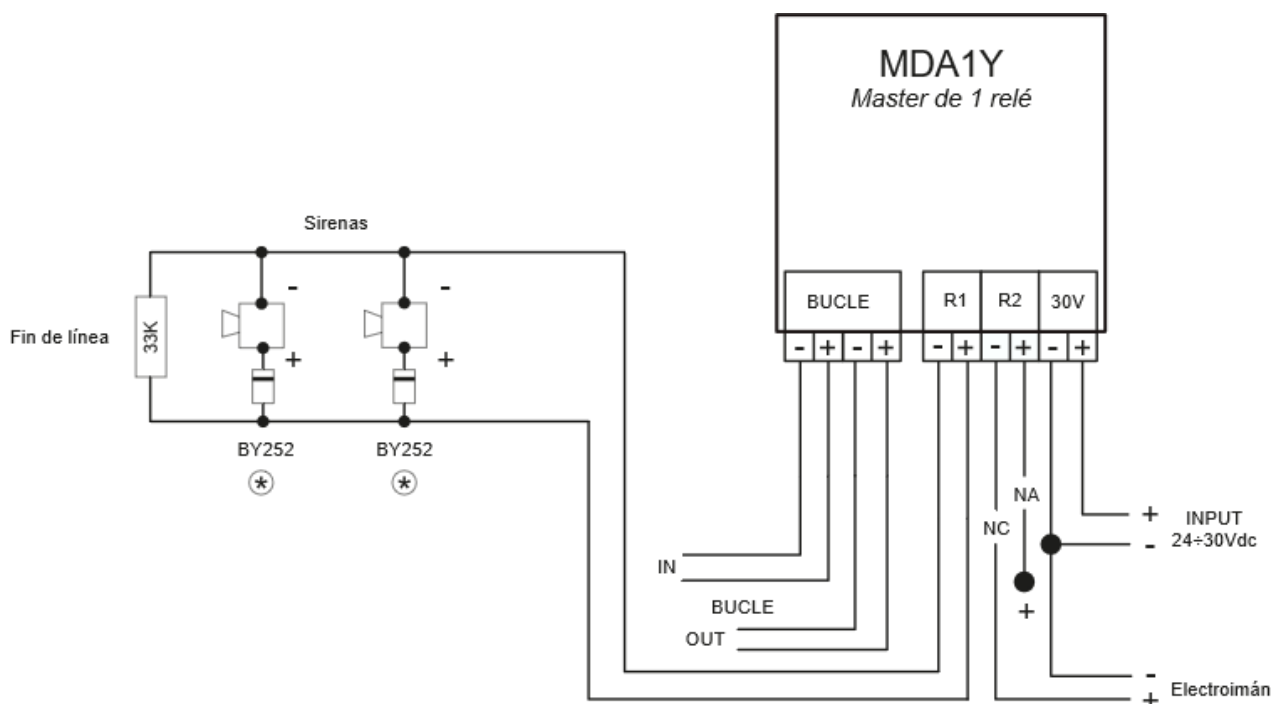 MDA1Y
Master de 1 relé
Sirenas
- -
Fin de línea
33K
+ +
BY252 BY252
* *
BUCLE R1 R2 30V
- + - + - + - + - +
NA
NC
+ INPUT
- 24÷30Vdc
IN
+
BUCLE
OUT
- Electroimán
+